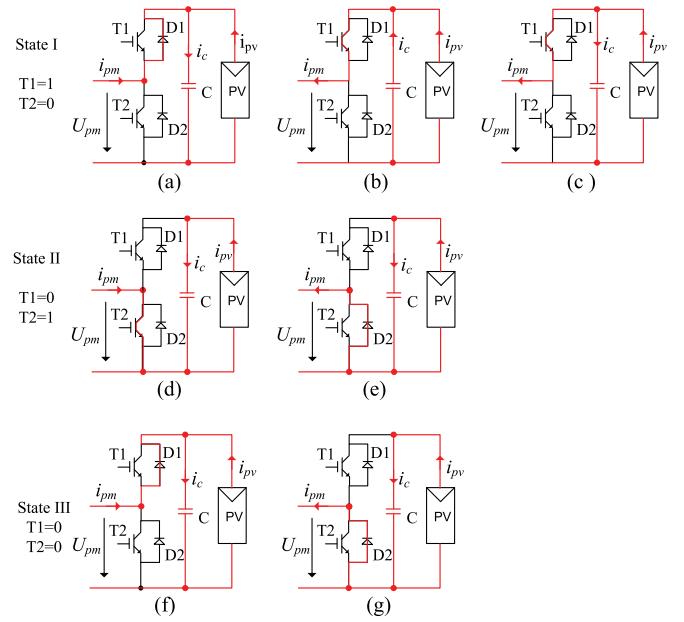 State I
T1=1
T2=0
T1 D1 i_c i_pv
i_pm
T2 C PV
U_pm D2
(a)
T1 D1 i_c i_pv
i_pm
T2 C PV
U_pm D2
(b)
T1 D1 i_c i_pv
i_pm
T2 C PV
U_pm D2
(c)
State II
T1=0
T2=1
T1 D1 i_c i_pv
i_pm
T2 C PV
U_pm D2
(d)
T1 D1 i_c i_pv
i_pm
T2 C PV
U_pm D2
(e)
State III
T1=0
T2=0
T1 D1 i_c i_pv
i_pm
T2 C PV
U_pm D2
(f)
T1 D1 i_c i_pv
i_pm
T2 C PV
U_pm D2
(g)